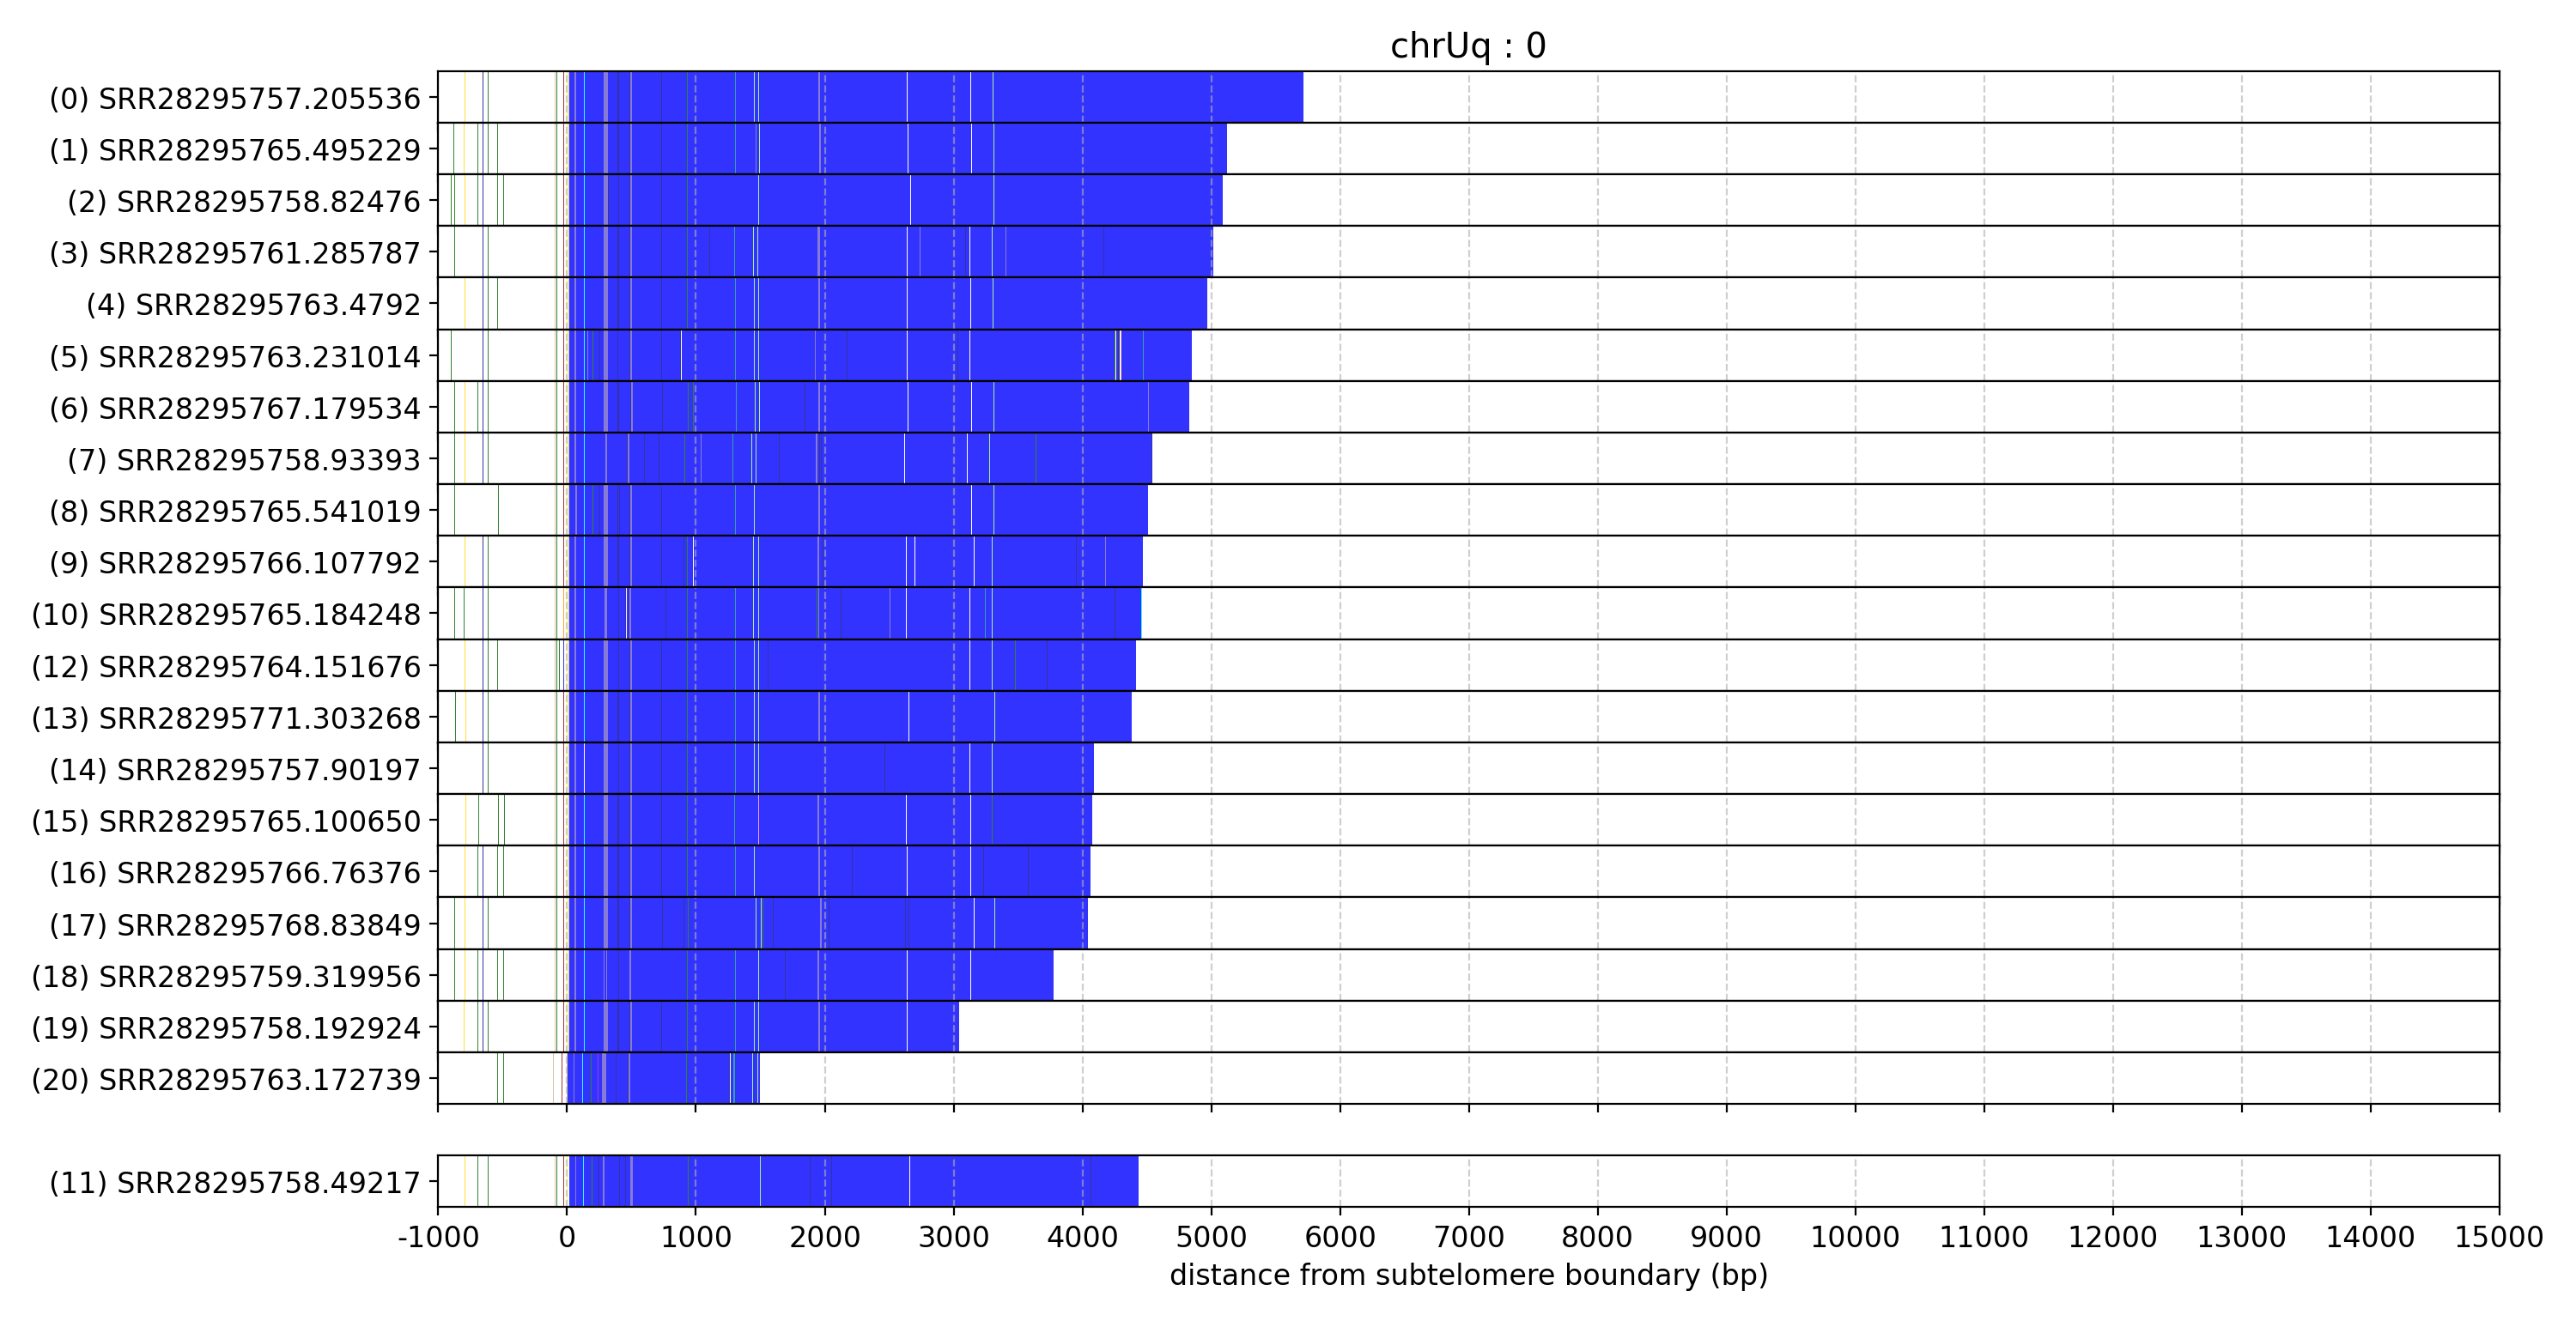 chrUq : 0
(0) SRR28295757.205536
(1) SRR28295765.495229
(2) SRR28295758.82476
(3) SRR28295761.285787
(4) SRR28295763.4792
(5) SRR28295763.231014
(6) SRR28295767.179534
(7) SRR28295758.93393
(8) SRR28295765.541019
(9) SRR28295766.107792
(10) SRR28295765.184248
(12) SRR28295764.151676
(13) SRR28295771.303268
(14) SRR28295757.90197
(15) SRR28295765.100650
(16) SRR28295766.76376
(17) SRR28295768.83849
(18) SRR28295759.319956
(19) SRR28295758.192924
(20) SRR28295763.172739
(11) SRR28295758.49217
-1000 0 1000 2000 3000 4000 5000 6000 7000 8000 9000 10000 11000 12000 13000 14000 15000
distance from subtelomere boundary (bp)